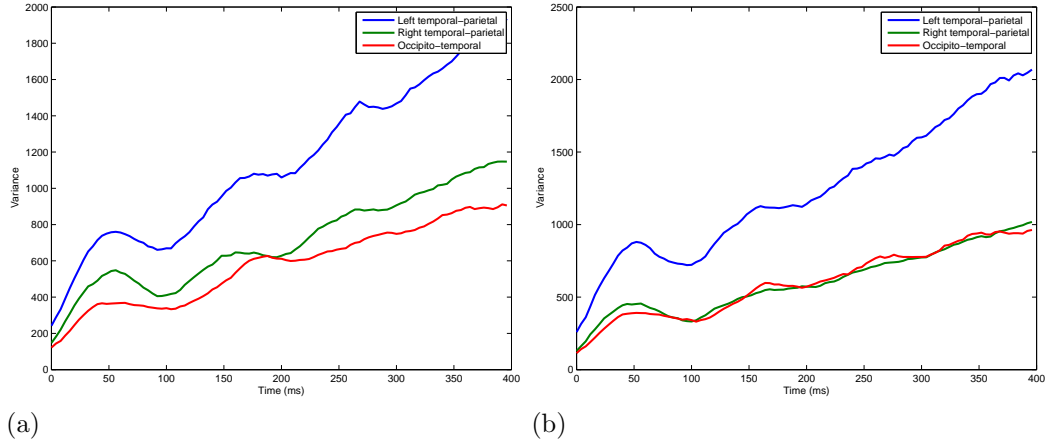 2000
1800
1600
1400
1200
1000
800
600
400
200
0
Variance
0 50 100 150 200 250 300 350 400
Time (ms)
Left temporal−parietal
Right temporal−parietal
Occipito−temporal
(a)
2500
2000
1500
1000
500
0
Variance
0 50 100 150 200 250 300 350 400
Time (ms)
Left temporal−parietal
Right temporal−parietal
Occipito−temporal
(b)